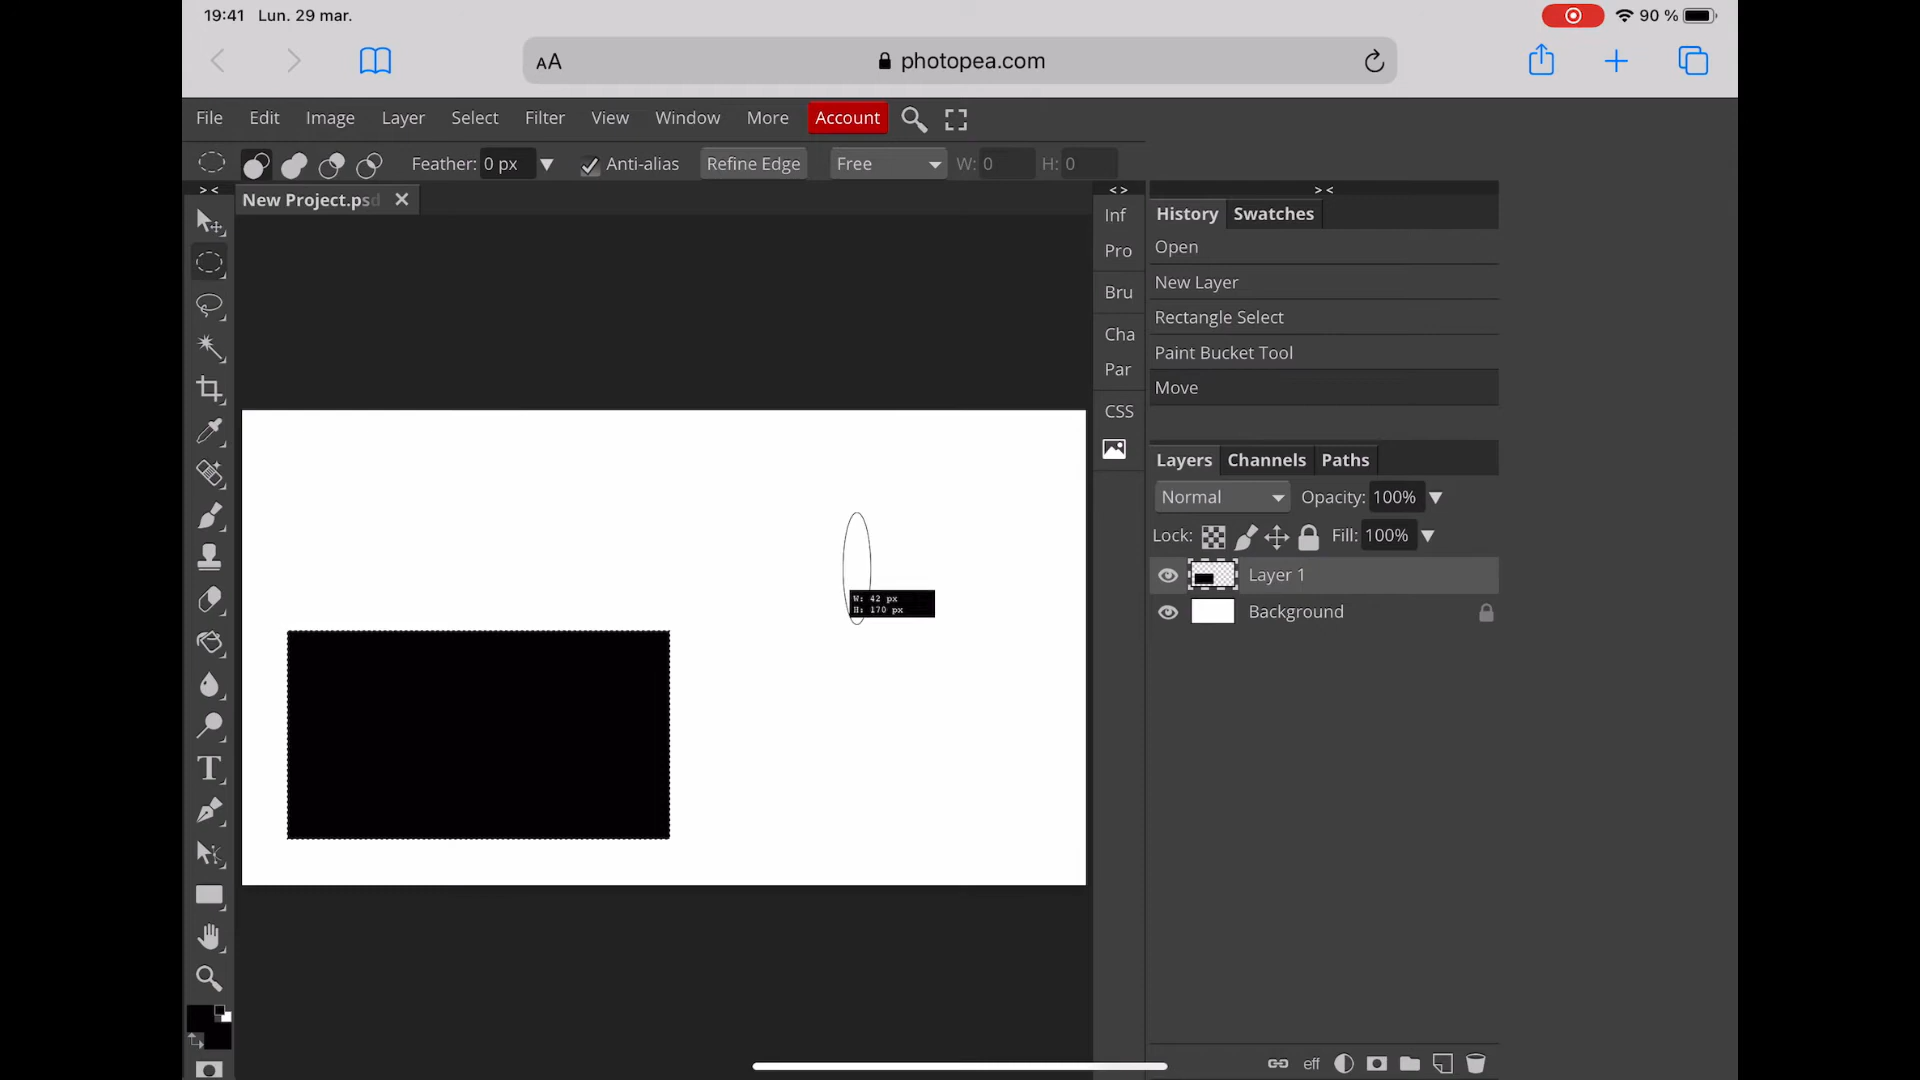 19:41 Lun. 29 mar. 90 %
AA photopea.com
File Edit Image Layer Select Filter View Window More Account
Feather: 0 px Anti-alias Refine Edge Free W: 0 H: 0
> < < > > <
New Project.psd
Inf
Pro
Bru
Cha
Par
CSS
History Swatches
Open
New Layer
Rectangle Select
Paint Bucket Tool
Move
Layers Channels Paths
Normal Opacity: 100%
Lock: Fill: 100%
Layer 1
Background
W: 42 px
H: 170 px
T
eff